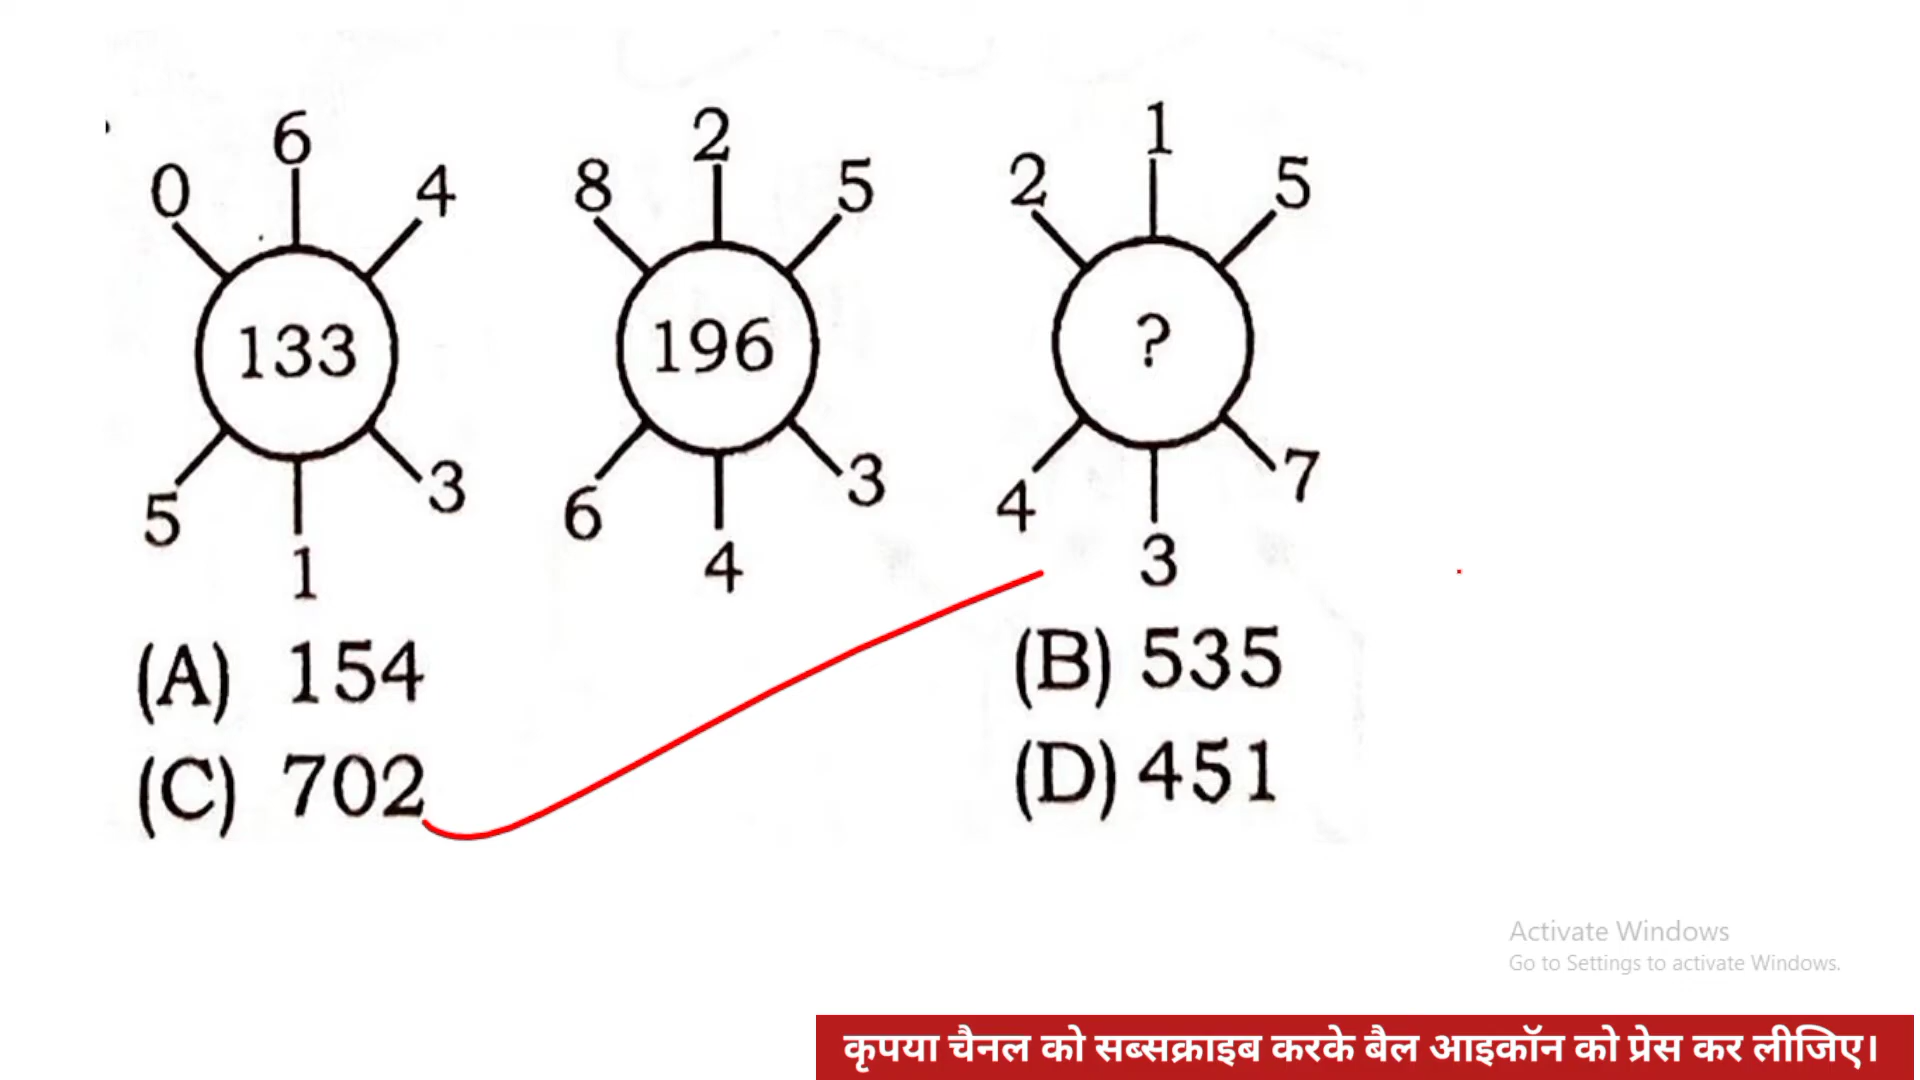 6
0 4
133
5 3
1
2
8 5
196
6 3
4
1
2 5
?
4 7
3
(A) 154
(B) 535
(C) 702
(D) 451
Activate Windows
Go to Settings to activate Windows.
कृपया चैनल को सब्सक्राइब करके बैल आइकॉन को प्रेस कर लीजिए।